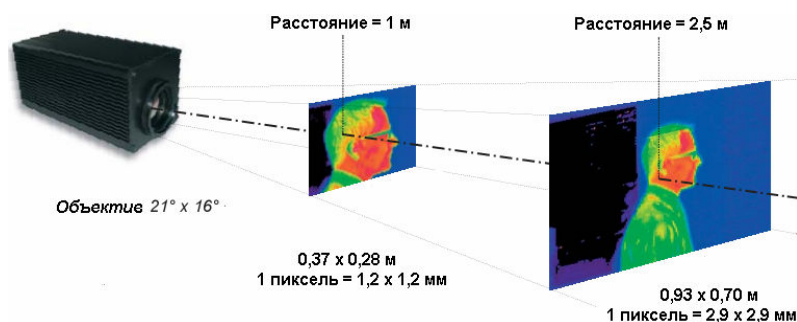 Расстояние = 1 м
Расстояние = 2,5 м
Объектив 21° x 16°
0,37 x 0,28 м
1 пиксель = 1,2 x 1,2 мм
0,93 x 0,70 м
1 пиксель = 2,9 x 2,9 мм